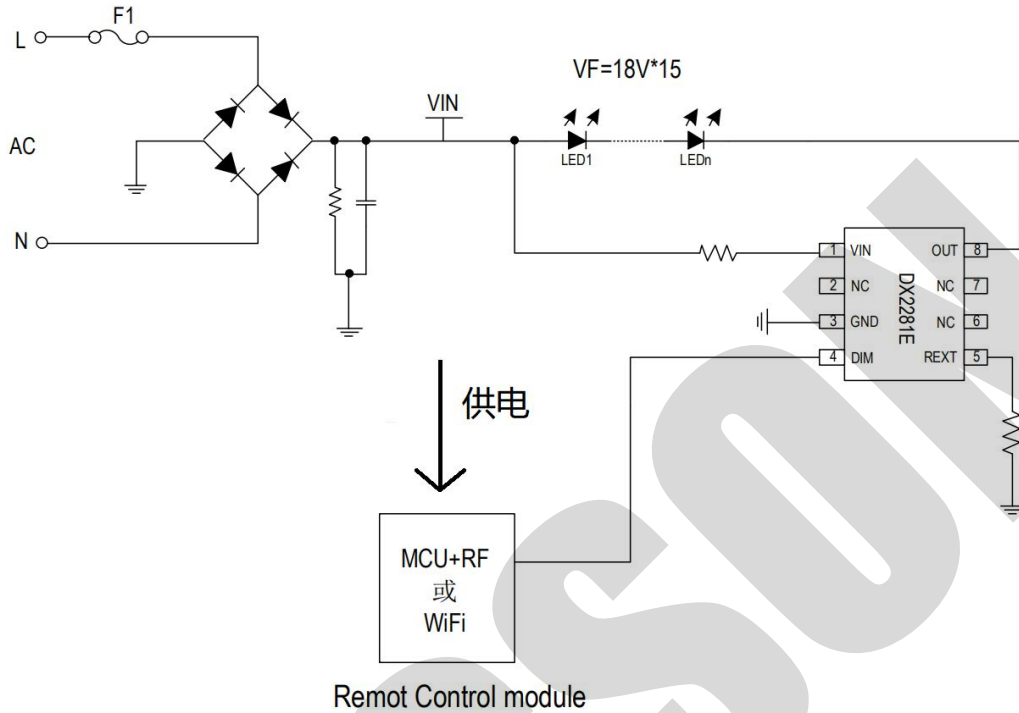 F1
L
VF=18V*15
VIN
AC
LED1
LEDn
N
1
VIN
OUT
8
2
NC
NC
7
DX2281E
3
GND
NC
6
4
DIM
REXT
5
供电
MCU+RF
或
WiFi
Remot Control module